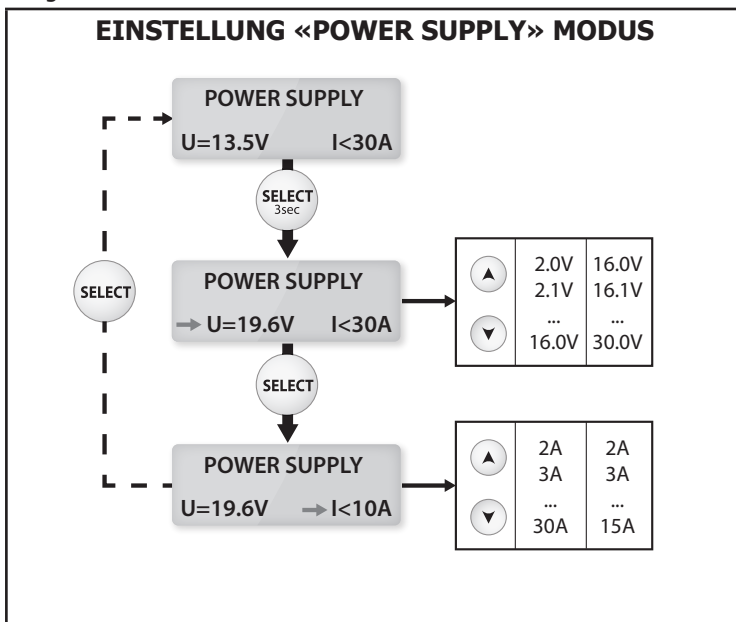 EINSTELLUNG «POWER SUPPLY» MODUS
POWER SUPPLY
U=13.5V I<30A
SELECT
3sec
POWER SUPPLY
U=19.6V I<30A
2.0V 16.0V
2.1V 16.1V
... ...
16.0V 30.0V
SELECT
SELECT
POWER SUPPLY
U=19.6V I<10A
2A 2A
3A 3A
... ...
30A 15A